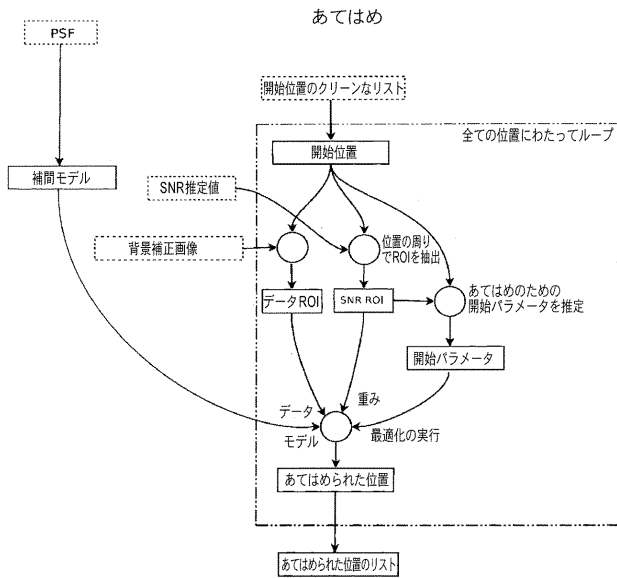 あてはめ
PSF
開始位置のクリーンなリスト
全ての位置にわたってループ
開始位置
補間モデル
SNR推定値
背景補正画像
位置の周り
でROIを抽出
データROI
SNR ROI
あてはめのための
開始パラメータを推定
開始パラメータ
データ
重み
モデル
最適化の実行
あてはめられた位置
あてはめられた位置のリスト